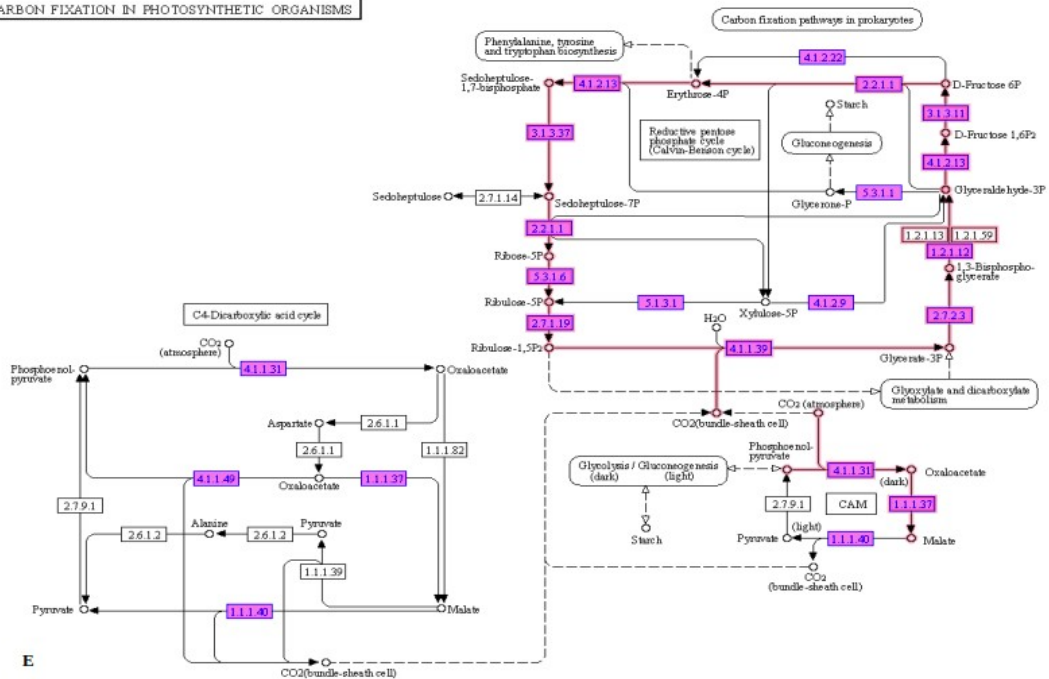 CARBON FIXATION IN PHOTOSYNTHETIC ORGANISMS
Carbon fixation pathways in prokaryotes
Phenylalanine, tyrosine
and tryptophan biosynthesis
4.1.2.22
Sedoheptulose-
1,7-bisphosphate
4.1.2.13
Erythrose-4P
2.2.1.1
D-Fructose 6P
Starch
3.1.3.11
3.1.3.37
Reductive pentose
phosphate cycle
(Calvin-Benson cycle)
Gluconeogenesis
D-Fructose 1,6P2
4.1.2.13
Glyceraldehyde-3P
5.3.1.1
Glycerone-P
Sedoheptulose
2.7.1.14
Sedoheptulose-7P
2.2.1.1
1.2.1.13
1.2.1.59
1.2.1.12
Ribose-5P
5.3.1.6
1,3-Bisphospho-
glycerate
Ribulose-5P
5.1.3.1
Xylulose-5P
4.1.2.9
2.7.1.19
H2O
2.7.2.3
Ribulose-1,5P2
4.1.1.39
Glycerate-3P
Glyoxylate and dicarboxylate
metabolism
C4-Dicarboxylic acid cycle
CO2
(atmosphere)
Phosphoenol-
pyruvate
4.1.1.31
Oxaloacetate
Aspartate
2.6.1.1
2.6.1.1
1.1.1.82
4.1.1.49
Oxaloacetate
1.1.1.37
2.7.9.1
2.6.1.2
Alanine
2.6.1.2
Pyruvate
1.1.1.39
Pyruvate
1.1.1.40
Malate
CO2(bundle-sheath cell)
CO2(bundle-sheath cell)
CO2 (atmosphere)
Phosphoenol-
pyruvate
Glycolysis / Gluconeogenesis
(dark)
(light)
4.1.1.31
Oxaloacetate
(dark)
2.7.9.1
CAM
1.1.1.37
Starch
(light)
Pyruvate
1.1.1.40
Malate
CO2
(bundle-sheath cell)
E